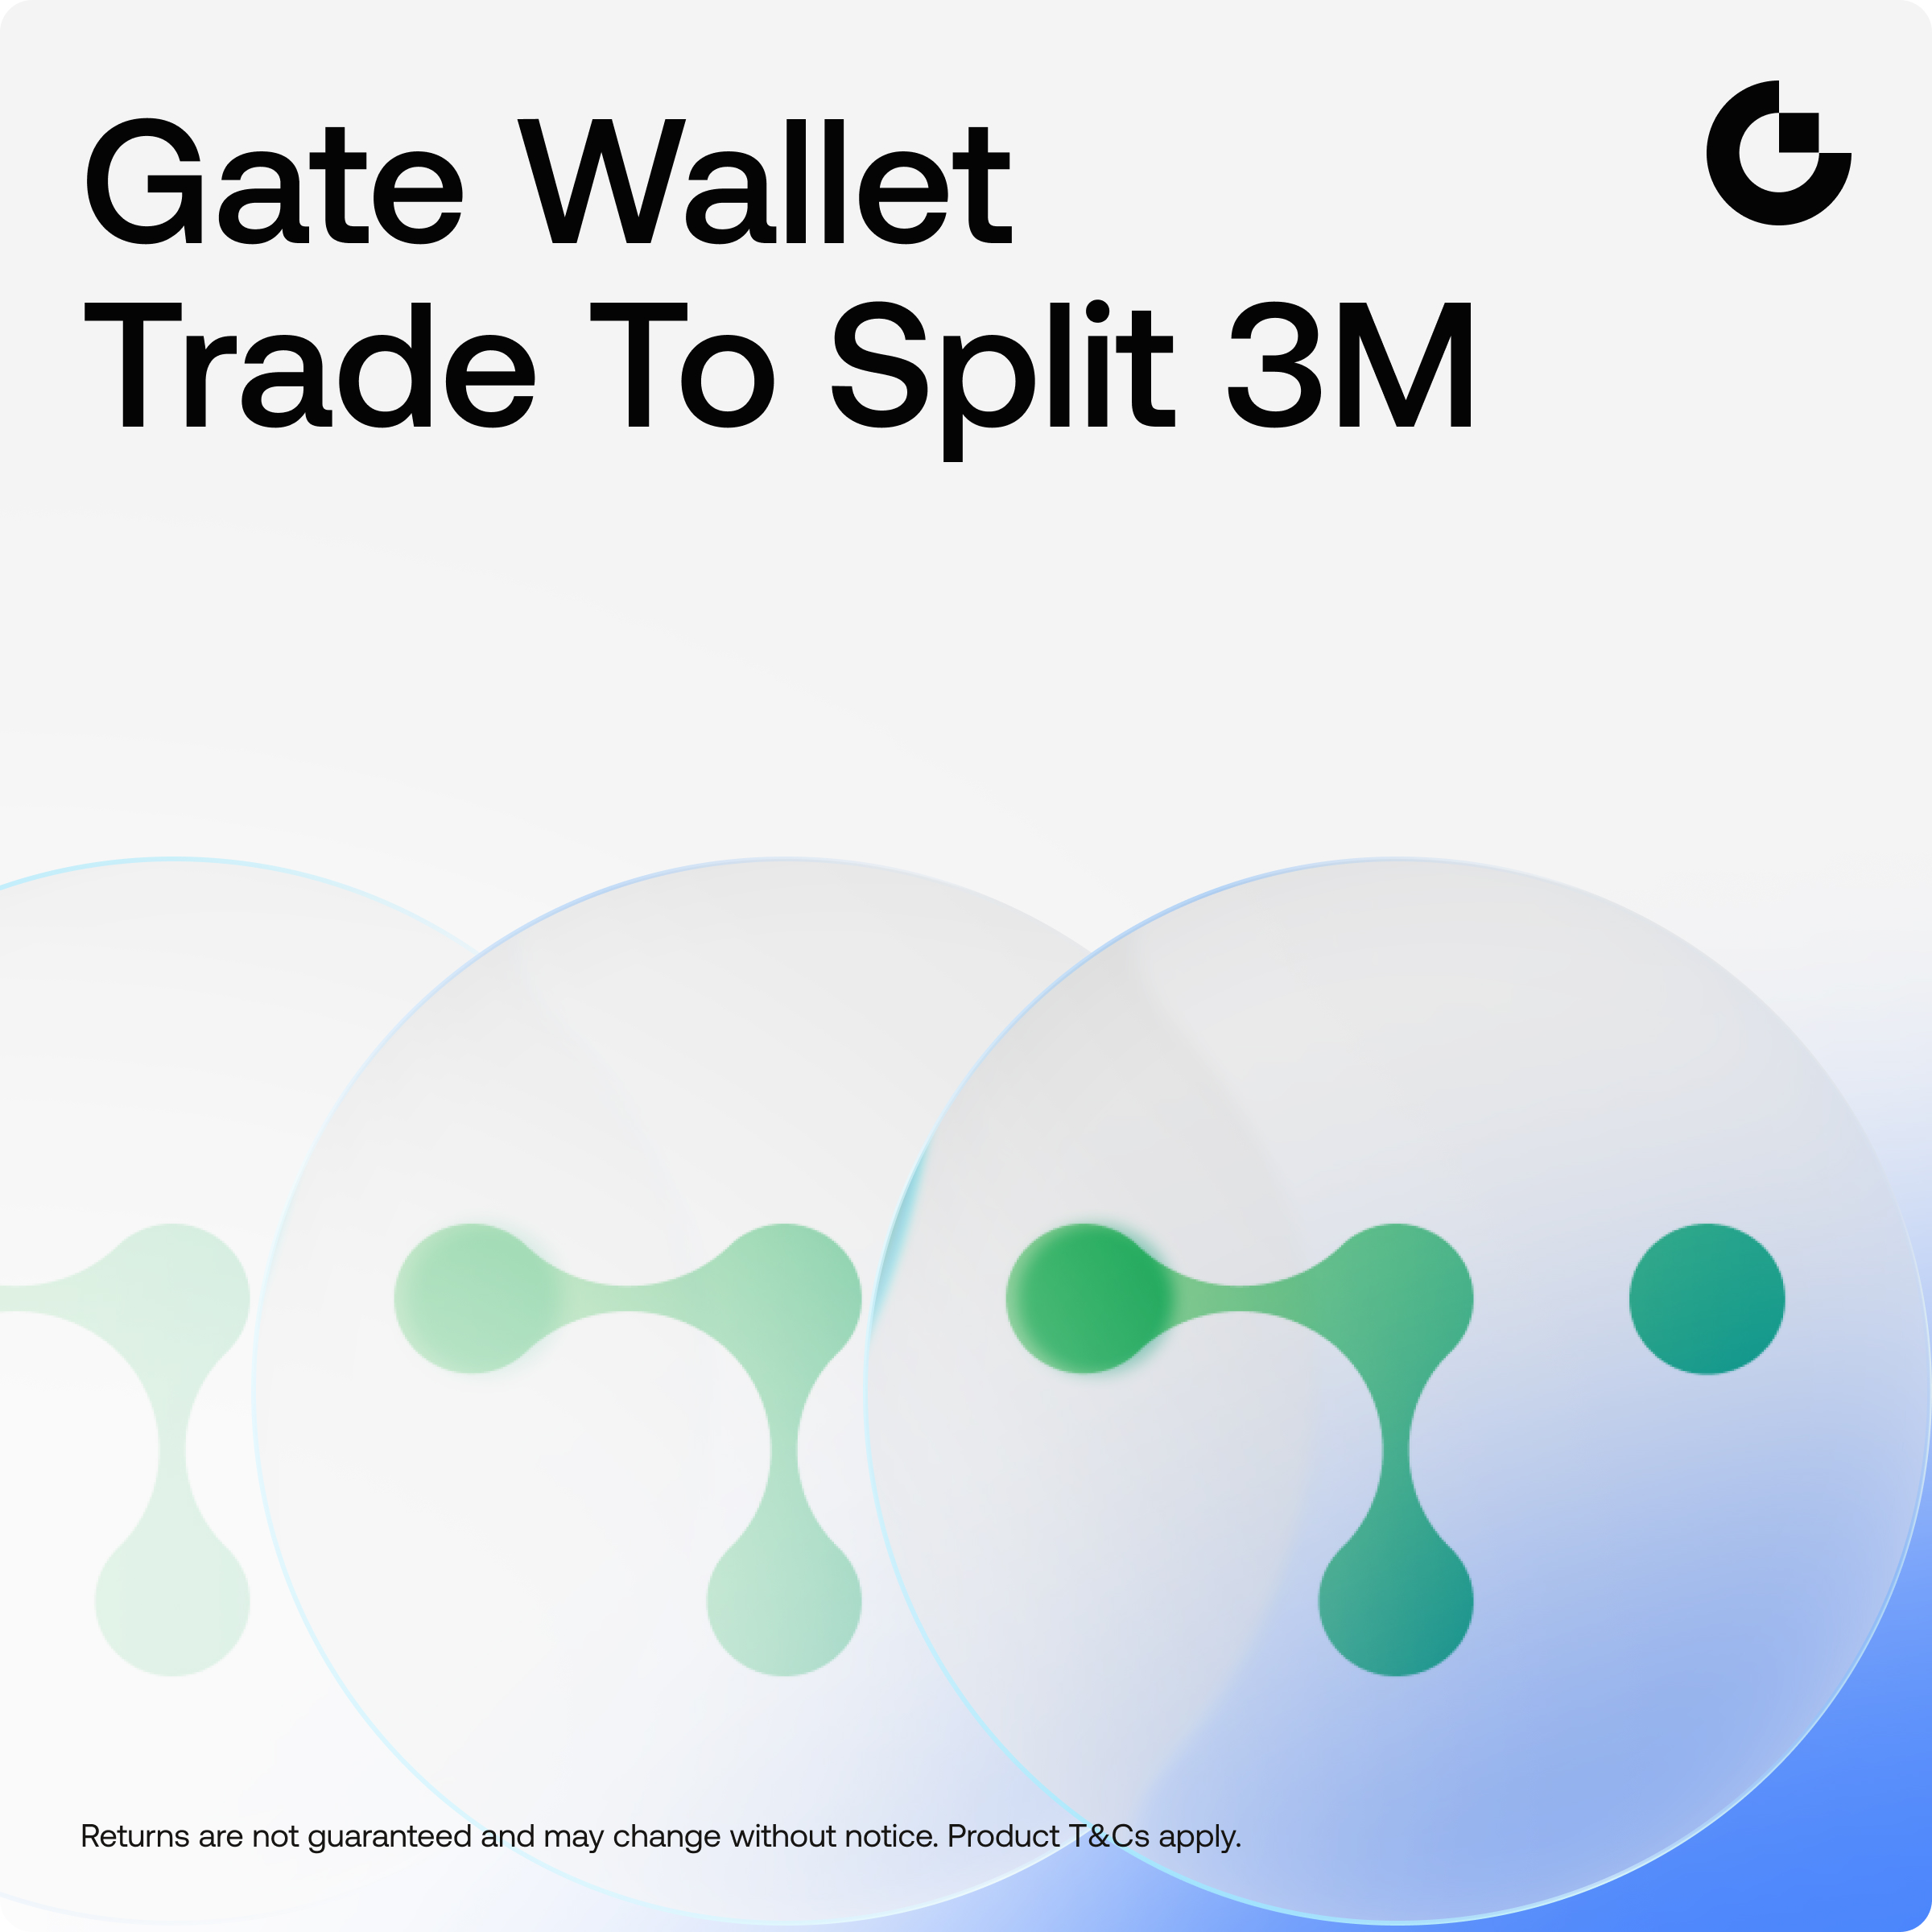 Gate Wallet
Trade To Split 3M
Returns are not guaranteed and may change without notice. Product T&Cs apply.